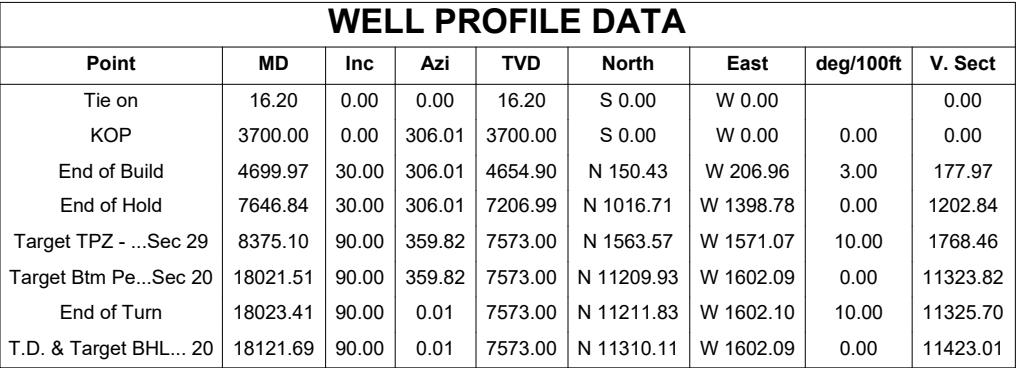 WELL PROFILE DATA
Point MD Inc Azi TVD North East deg/100ft V. Sect
Tie on 16.20 0.00 0.00 16.20 S 0.00 W 0.00 0.00
KOP 3700.00 0.00 306.01 3700.00 S 0.00 W 0.00 0.00 0.00
End of Build 4699.97 30.00 306.01 4654.90 N 150.43 W 206.96 3.00 177.97
End of Hold 7646.84 30.00 306.01 7206.99 N 1016.71 W 1398.78 0.00 1202.84
Target TPZ - ...Sec 29 8375.10 90.00 359.82 7573.00 N 1563.57 W 1571.07 10.00 1768.46
Target Btm Pe...Sec 20 18021.51 90.00 359.82 7573.00 N 11209.93 W 1602.09 0.00 11323.82
End of Turn 18023.41 90.00 0.01 7573.00 N 11211.83 W 1602.10 10.00 11325.70
T.D. & Target BHL... 20 18121.69 90.00 0.01 7573.00 N 11310.11 W 1602.09 0.00 11423.01